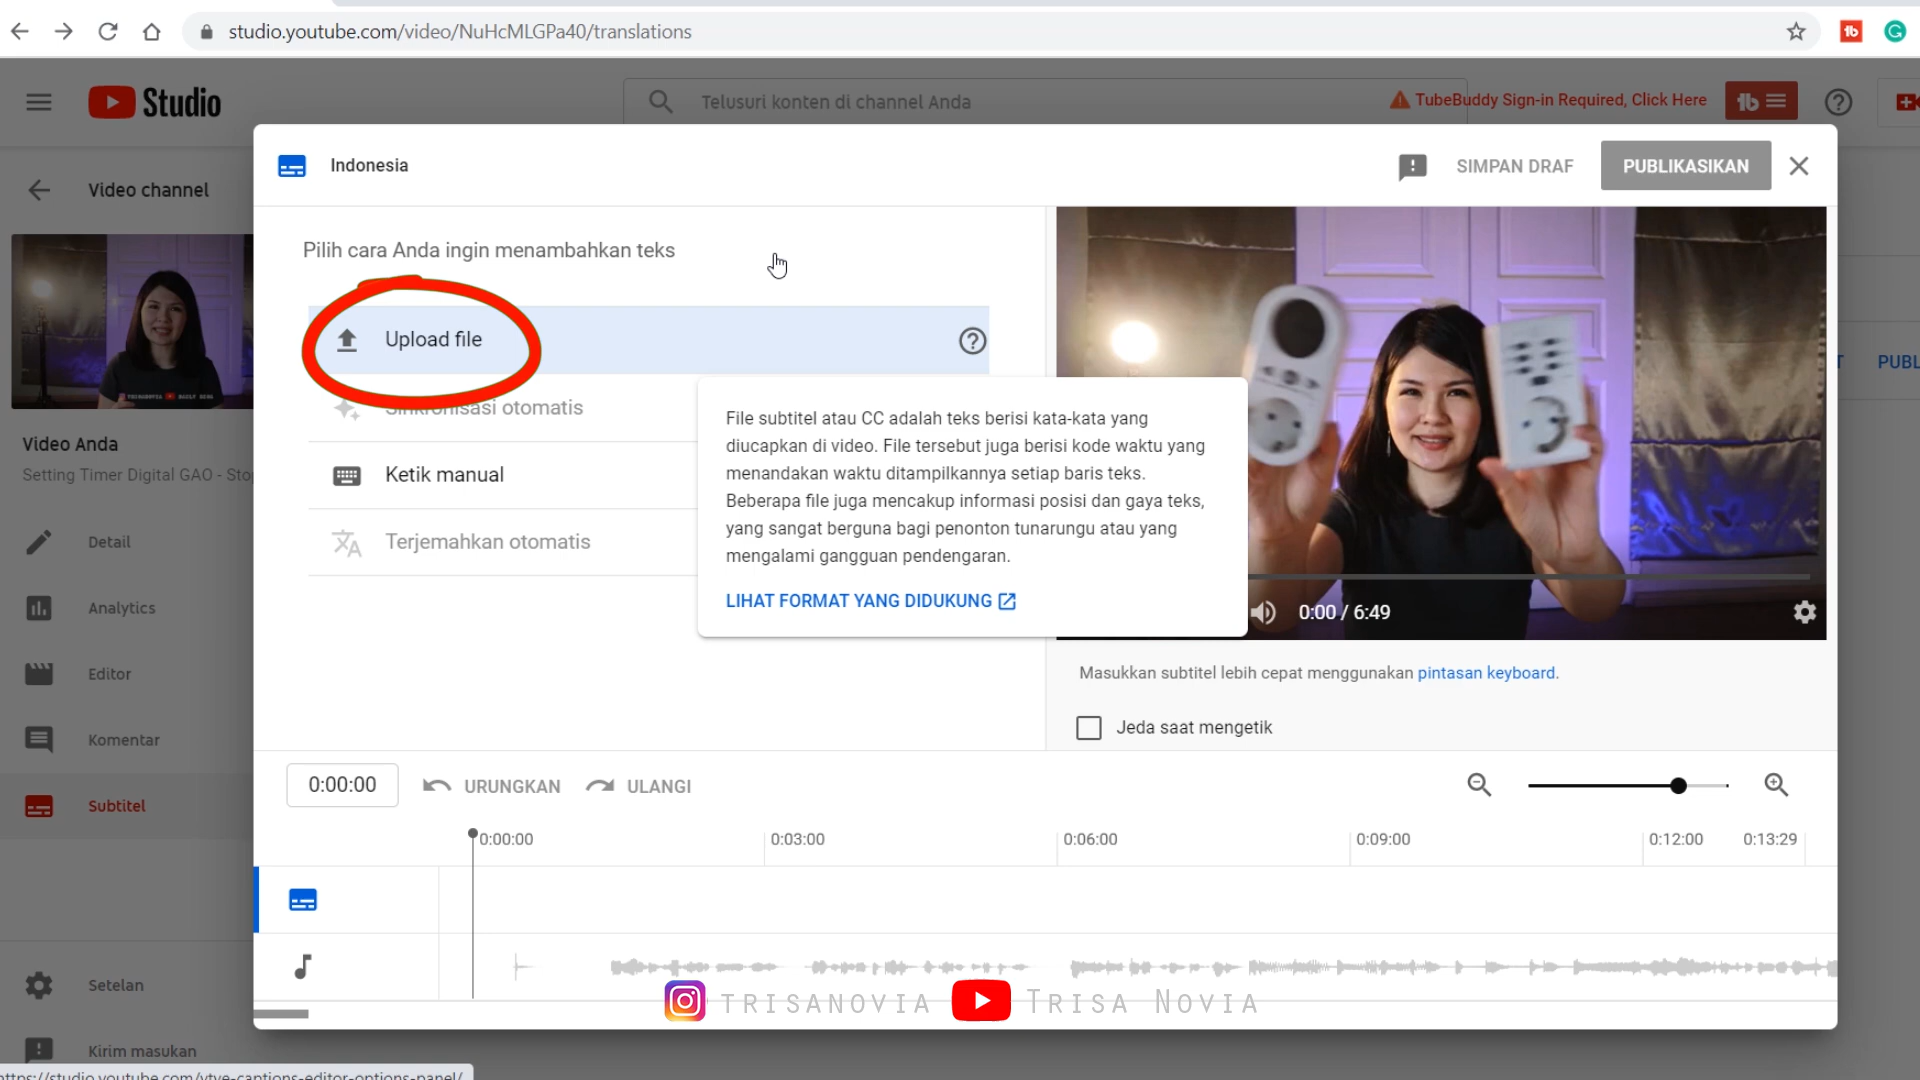 studio.youtube.com/video/NuHcMLGPa40/translations
Studio
Telusuri konten di channel Anda
TubeBuddy Sign-in Required, Click Here
Indonesia
SIMPAN DRAF
PUBLIKASIKAN
Video channel
Pilih cara Anda ingin menambahkan teks
Upload file
Sinkronisasi otomatis
Ketik manual
Terjemahkan otomatis
File subtitel atau CC adalah teks berisi kata-kata yang
diucapkan di video. File tersebut juga berisi kode waktu yang
menandakan waktu ditampilkannya setiap baris teks.
Beberapa file juga mencakup informasi posisi dan gaya teks,
yang sangat berguna bagi penonton tunarungu atau yang
mengalami gangguan pendengaran.
LIHAT FORMAT YANG DIDUKUNG
PUBL
0:00 / 6:49
Masukkan subtitel lebih cepat menggunakan pintasan keyboard.
Jeda saat mengetik
Video Anda
Setting Timer Digital GAO - Sto
Detail
Analytics
Editor
Komentar
Subtitel
Setelan
Kirim masukan
0:00:00
URUNGKAN
ULANGI
0:00:00
0:03:00
0:06:00
0:09:00
0:12:00
0:13:29
TRISANOVIA
TRISA NOVIA
https://studio.youtube.com/ytve-captions-editor-options-panel/